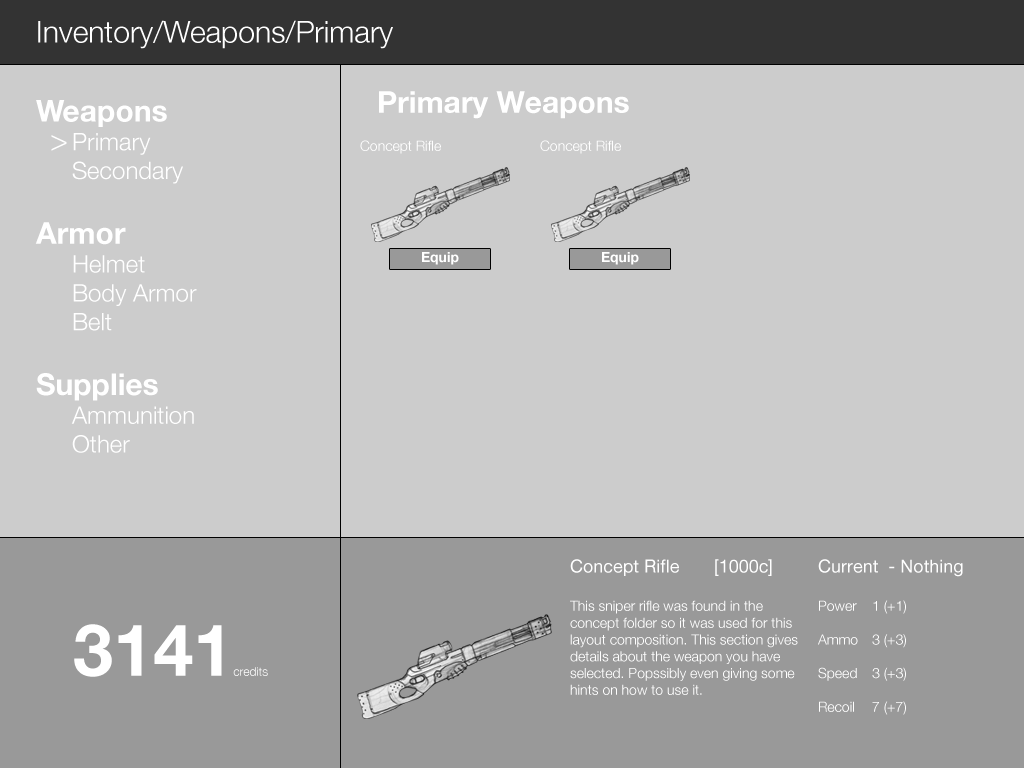 Inventory/Weapons/Primary
Weapons
> Primary
Secondary
Armor
Helmet
Body Armor
Belt
Supplies
Ammunition
Other
Primary Weapons
Concept Rifle
Equip
Concept Rifle
Equip
3141 credits
Concept Rifle [1000c]
This sniper rifle was found in the
concept folder so it was used for this
layout composition. This section gives
details about the weapon you have
selected. Popssibly even giving some
hints on how to use it.
Current - Nothing
Power 1 (+1)
Ammo 3 (+3)
Speed 3 (+3)
Recoil 7 (+7)